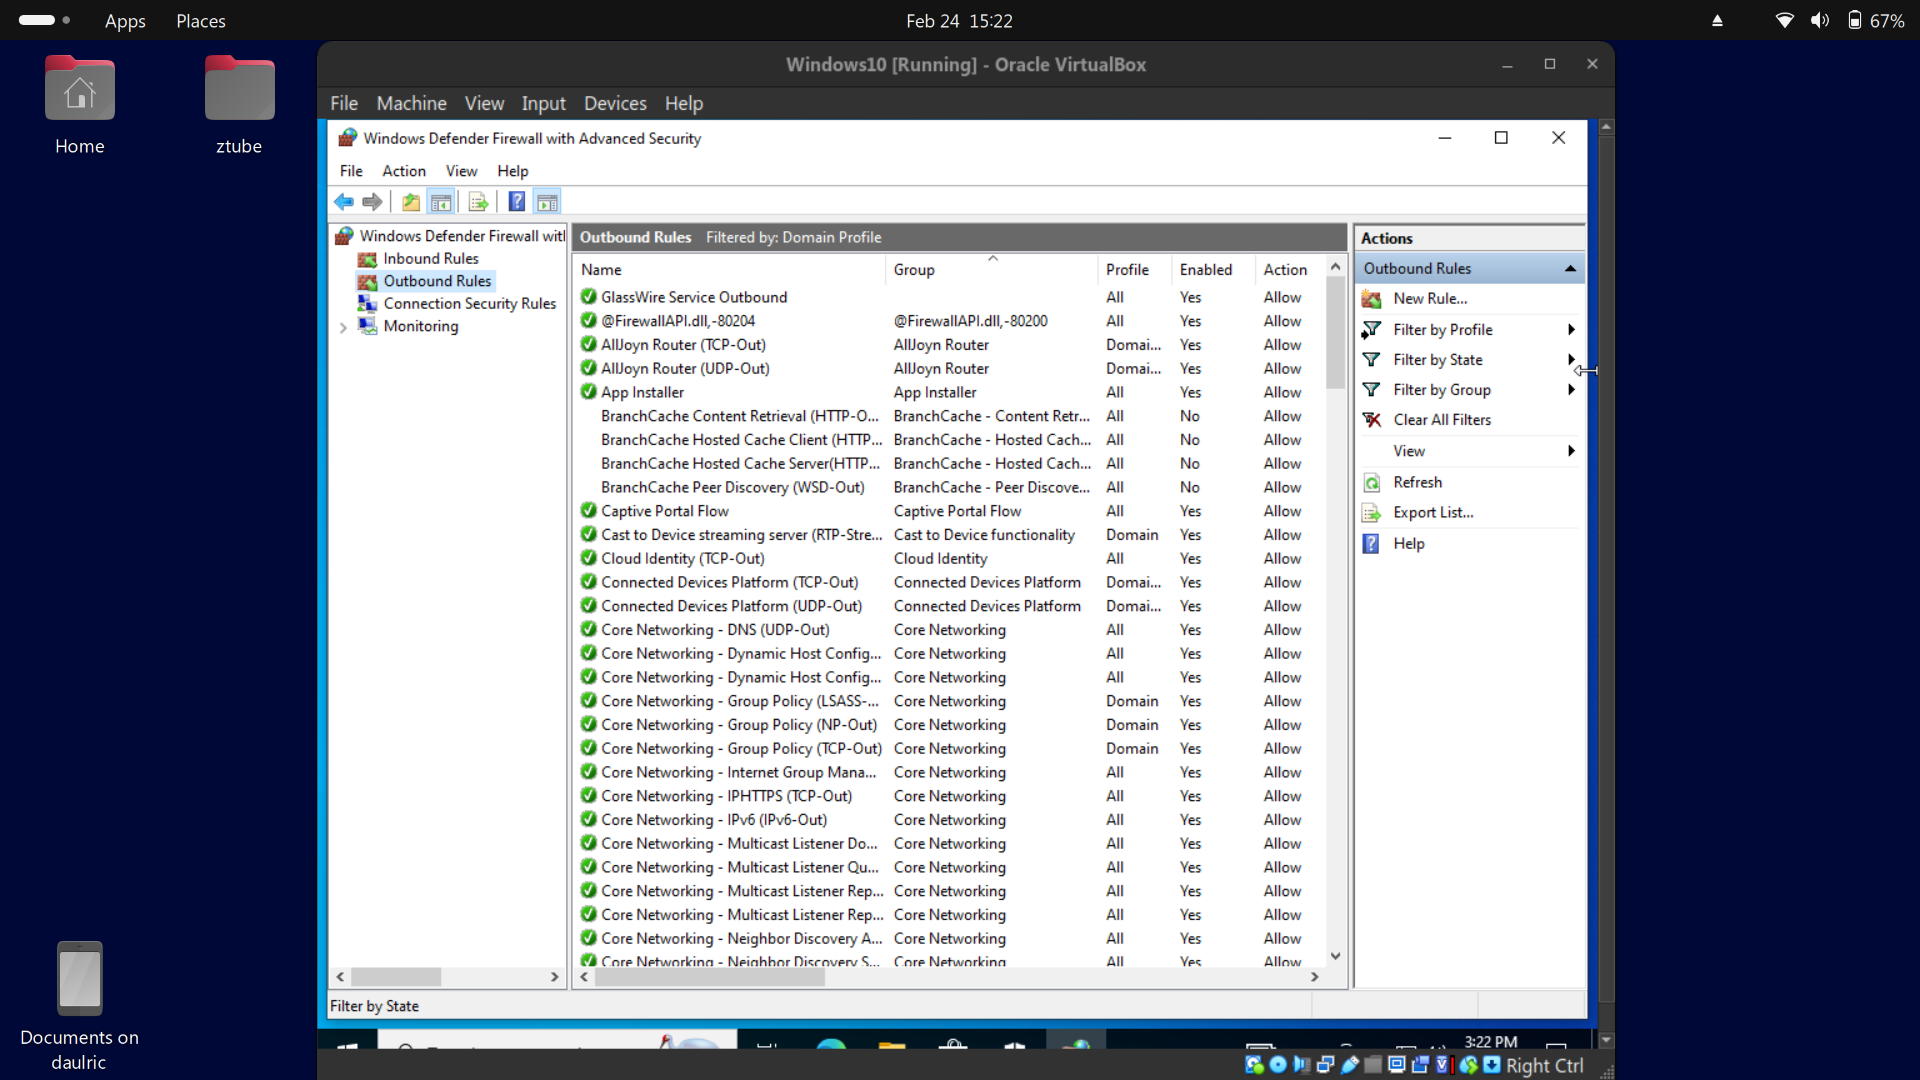 Apps Places Feb 24 15:22 67%
Home
ztube
Documents on
daulric
Windows10 [Running] - Oracle VirtualBox
File Machine View Input Devices Help
Windows Defender Firewall with Advanced Security
File Action View Help
Windows Defender Firewall with
Inbound Rules
Outbound Rules
Connection Security Rules
Monitoring
Outbound Rules Filtered by: Domain Profile
Name Group Profile Enabled Action
GlassWire Service Outbound All Yes Allow
@FirewallAPI.dll,-80204 @FirewallAPI.dll,-80200 All Yes Allow
AllJoyn Router (TCP-Out) AllJoyn Router Domai... Yes Allow
AllJoyn Router (UDP-Out) AllJoyn Router Domai... Yes Allow
App Installer App Installer All Yes Allow
BranchCache Content Retrieval (HTTP-O... BranchCache - Content Retr... All No Allow
BranchCache Hosted Cache Client (HTTP... BranchCache - Hosted Cach... All No Allow
BranchCache Hosted Cache Server(HTTP... BranchCache - Hosted Cach... All No Allow
BranchCache Peer Discovery (WSD-Out) BranchCache - Peer Discove... All No Allow
Captive Portal Flow Captive Portal Flow All Yes Allow
Cast to Device streaming server (RTP-Stre... Cast to Device functionality Domain Yes Allow
Cloud Identity (TCP-Out) Cloud Identity All Yes Allow
Connected Devices Platform (TCP-Out) Connected Devices Platform Domai... Yes Allow
Connected Devices Platform (UDP-Out) Connected Devices Platform Domai... Yes Allow
Core Networking - DNS (UDP-Out) Core Networking All Yes Allow
Core Networking - Dynamic Host Config... Core Networking All Yes Allow
Core Networking - Dynamic Host Config... Core Networking All Yes Allow
Core Networking - Group Policy (LSASS-... Core Networking Domain Yes Allow
Core Networking - Group Policy (NP-Out) Core Networking Domain Yes Allow
Core Networking - Group Policy (TCP-Out) Core Networking Domain Yes Allow
Core Networking - Internet Group Mana... Core Networking All Yes Allow
Core Networking - IPHTTPS (TCP-Out) Core Networking All Yes Allow
Core Networking - IPv6 (IPv6-Out) Core Networking All Yes Allow
Core Networking - Multicast Listener Do... Core Networking All Yes Allow
Core Networking - Multicast Listener Qu... Core Networking All Yes Allow
Core Networking - Multicast Listener Rep... Core Networking All Yes Allow
Core Networking - Multicast Listener Rep... Core Networking All Yes Allow
Core Networking - Neighbor Discovery A... Core Networking All Yes Allow
Core Networking - Neighbor Discovery S... Core Networking All Yes Allow
Actions
Outbound Rules
New Rule...
Filter by Profile
Filter by State
Filter by Group
Clear All Filters
View
Refresh
Export List...
Help
Filter by State
3:22 PM
Right Ctrl